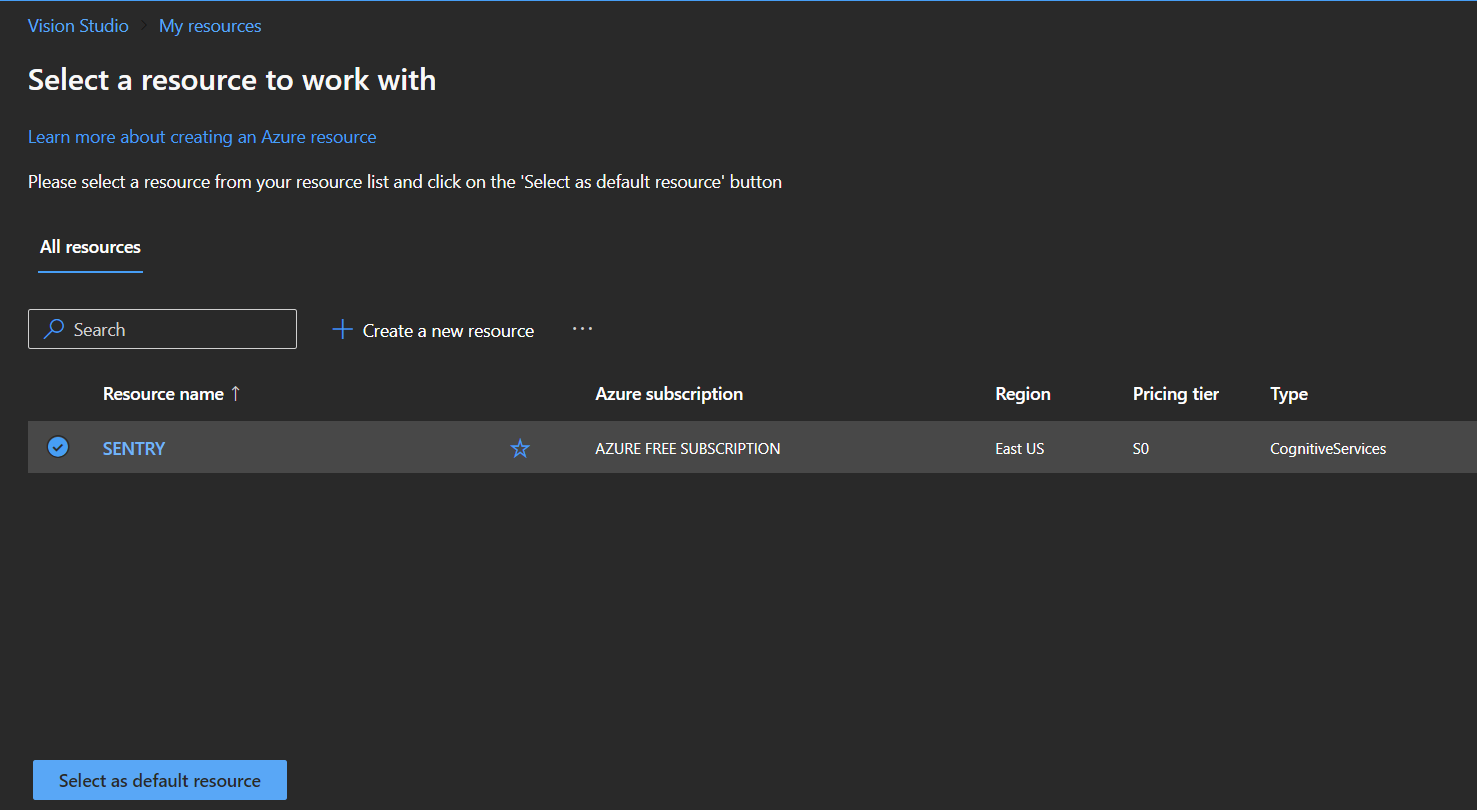 Vision Studio > My resources
Select a resource to work with
Learn more about creating an Azure resource
Please select a resource from your resource list and click on the 'Select as default resource' button
All resources
Search Create a new resource ...
Resource name ↑ Azure subscription Region Pricing tier Type
SENTRY AZURE FREE SUBSCRIPTION East US S0 CognitiveServices
Select as default resource